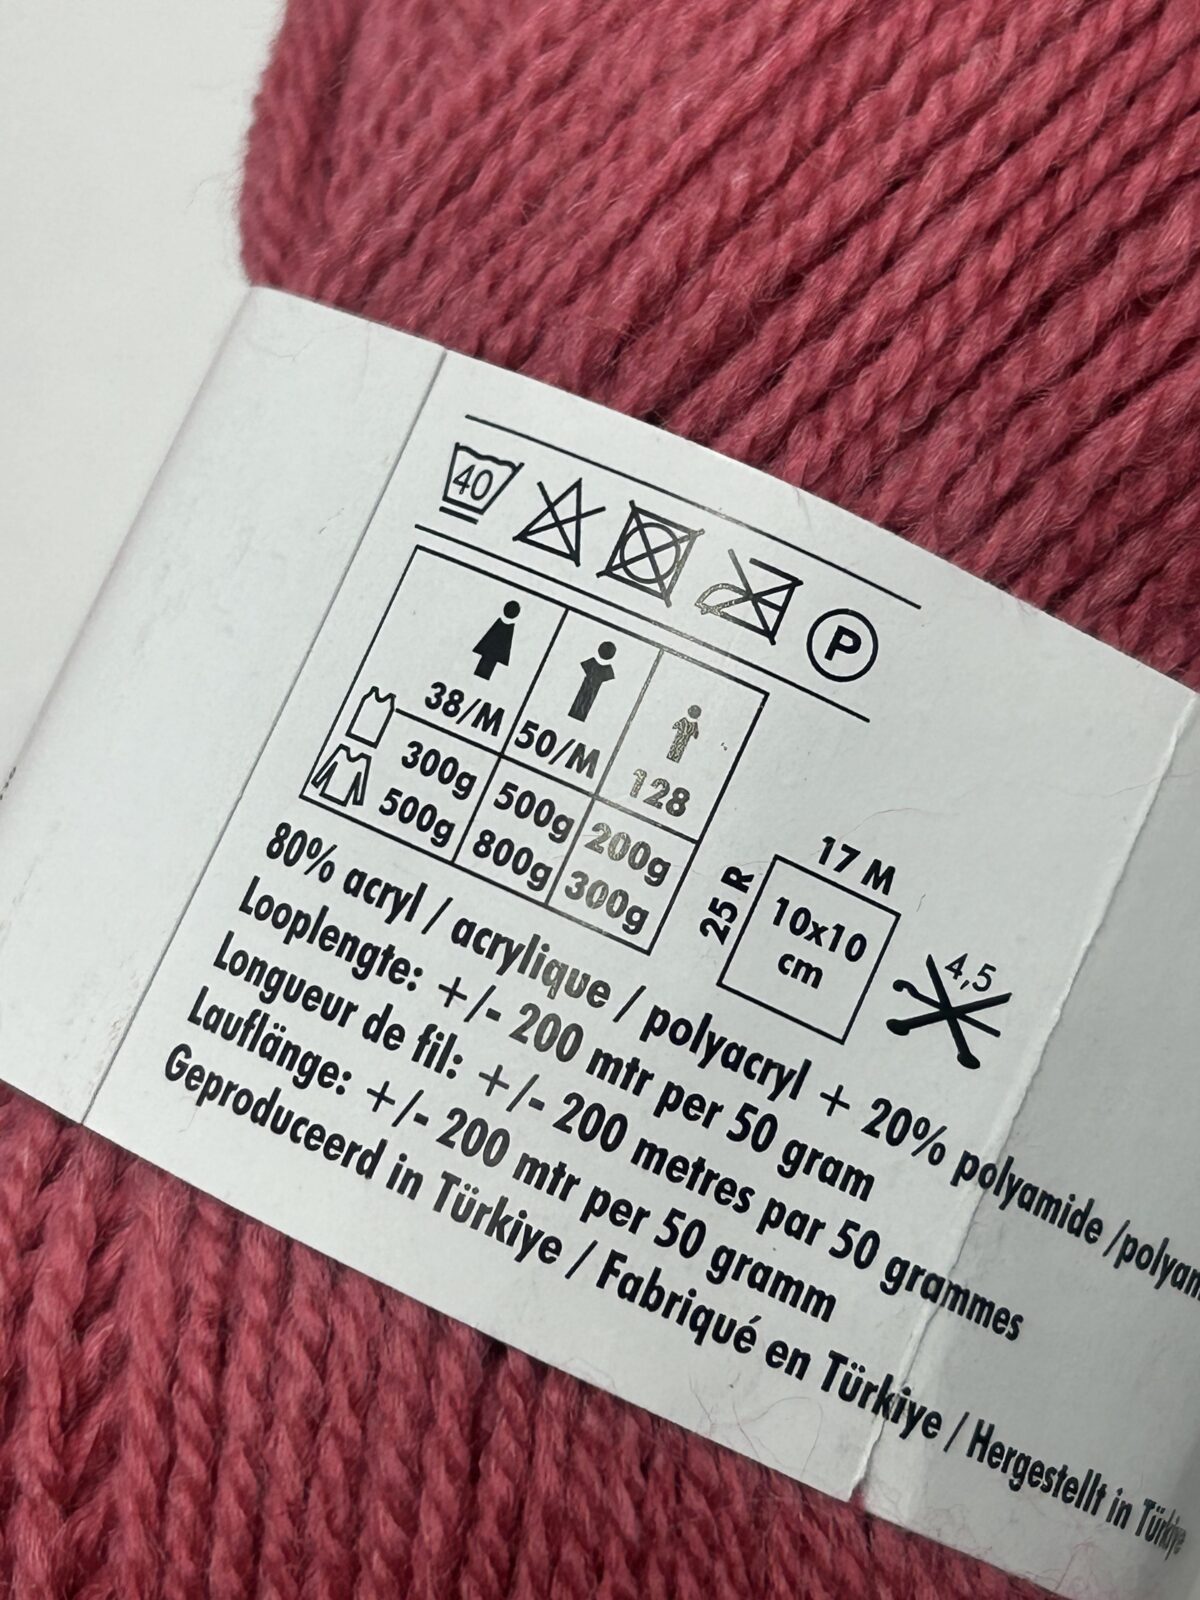 40
P
38/M 50/M 128
300g 500g 200g
500g 800g 300g
17 M
25 R
10x10
cm
4,5
80% acryl / acrylique / polyacryl + 20% polyamide /polyam
Looplengte: +/- 200 mtr per 50 gram
Longueur de fil: +/- 200 metres par 50 grammes
Lauflänge: +/- 200 mtr per 50 gramm
Geproduceerd in Türkiye / Fabriqué en Türkiye / Hergestellt in Türkiye